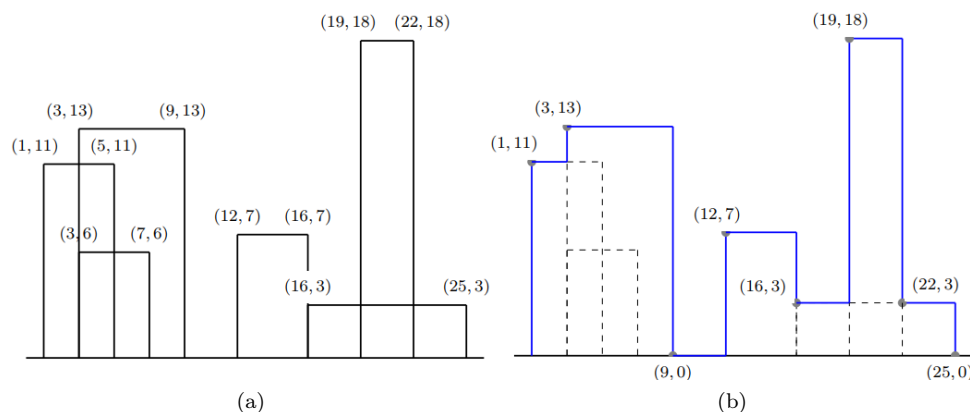 (19, 18) (22, 18)
(3, 13) (9, 13)
(1, 11) (5, 11)
(12, 7) (16, 7)
(3, 6) (7, 6)
(16, 3) (25, 3)
(a)
(19, 18)
(3, 13)
(1, 11)
(12, 7)
(16, 3) (22, 3)
(9, 0) (25, 0)
(b)